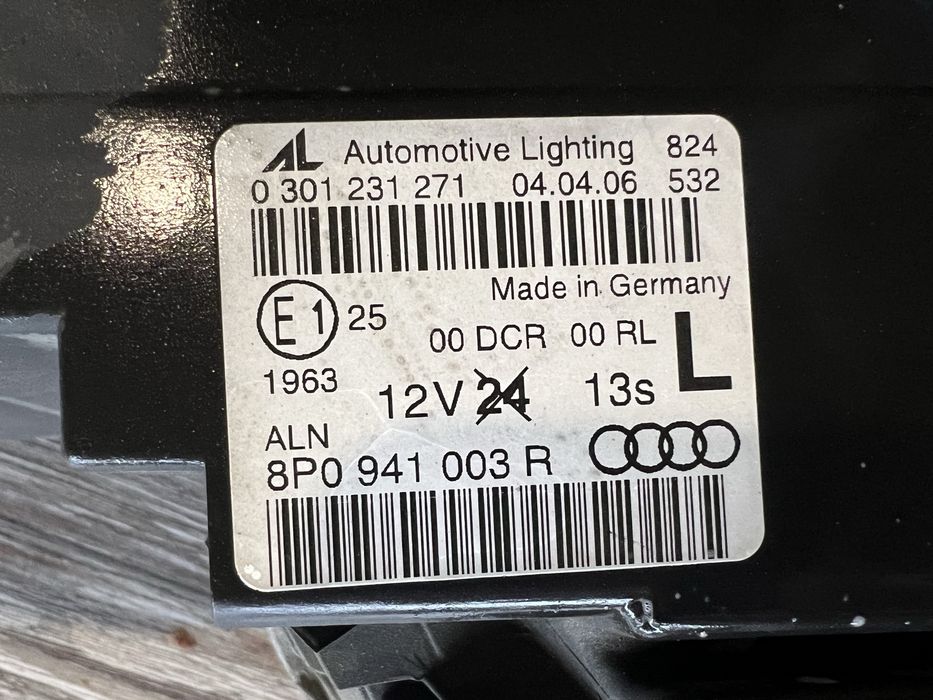 AL Automotive Lighting 824
0 301 231 271 04.04.06 532
Made in Germany
E1 25
00 DCR 00 RL L
1963
12V 24 13s
ALN
8P0 941 003 R